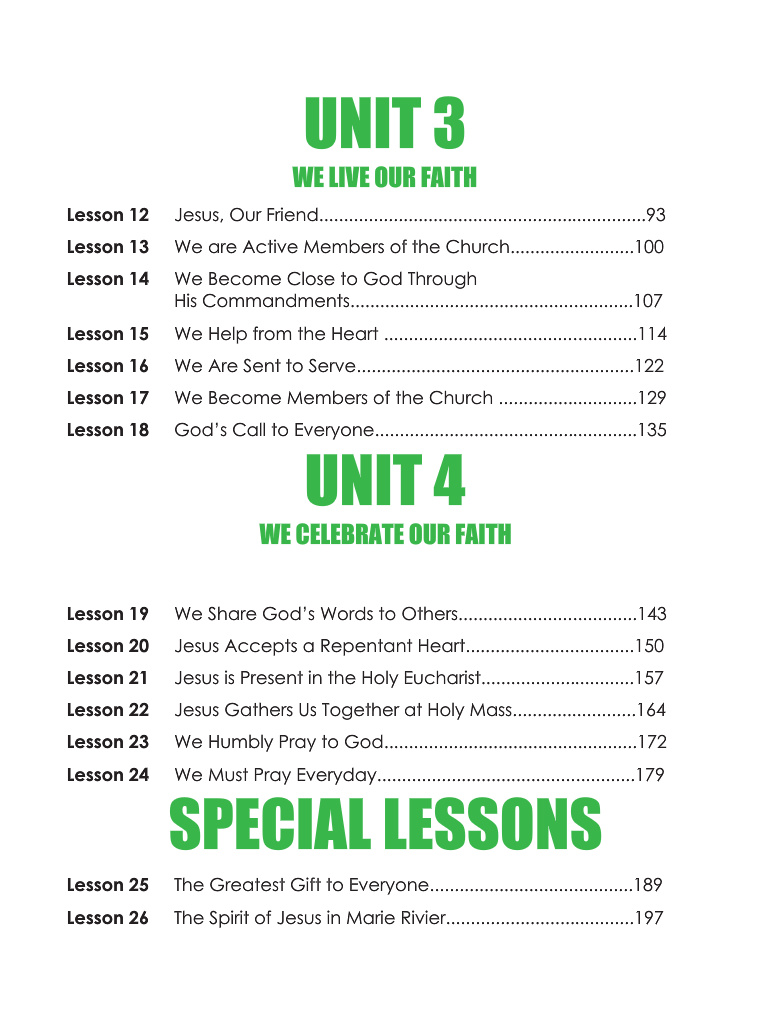 UNIT 3
WE LIVE OUR FAITH
Lesson 12 Jesus, Our Friend..................................................................93
Lesson 13 We are Active Members of the Church.........................100
Lesson 14 We Become Close to God Through
His Commandments.........................................................107
Lesson 15 We Help from the Heart ...................................................114
Lesson 16 We Are Sent to Serve........................................................122
Lesson 17 We Become Members of the Church ............................129
Lesson 18 God’s Call to Everyone.....................................................135
UNIT 4
WE CELEBRATE OUR FAITH
Lesson 19 We Share God’s Words to Others....................................143
Lesson 20 Jesus Accepts a Repentant Heart..................................150
Lesson 21 Jesus is Present in the Holy Eucharist...............................157
Lesson 22 Jesus Gathers Us Together at Holy Mass.........................164
Lesson 23 We Humbly Pray to God...................................................172
Lesson 24 We Must Pray Everyday....................................................179
SPECIAL LESSONS
Lesson 25 The Greatest Gift to Everyone.........................................189
Lesson 26 The Spirit of Jesus in Marie Rivier......................................197